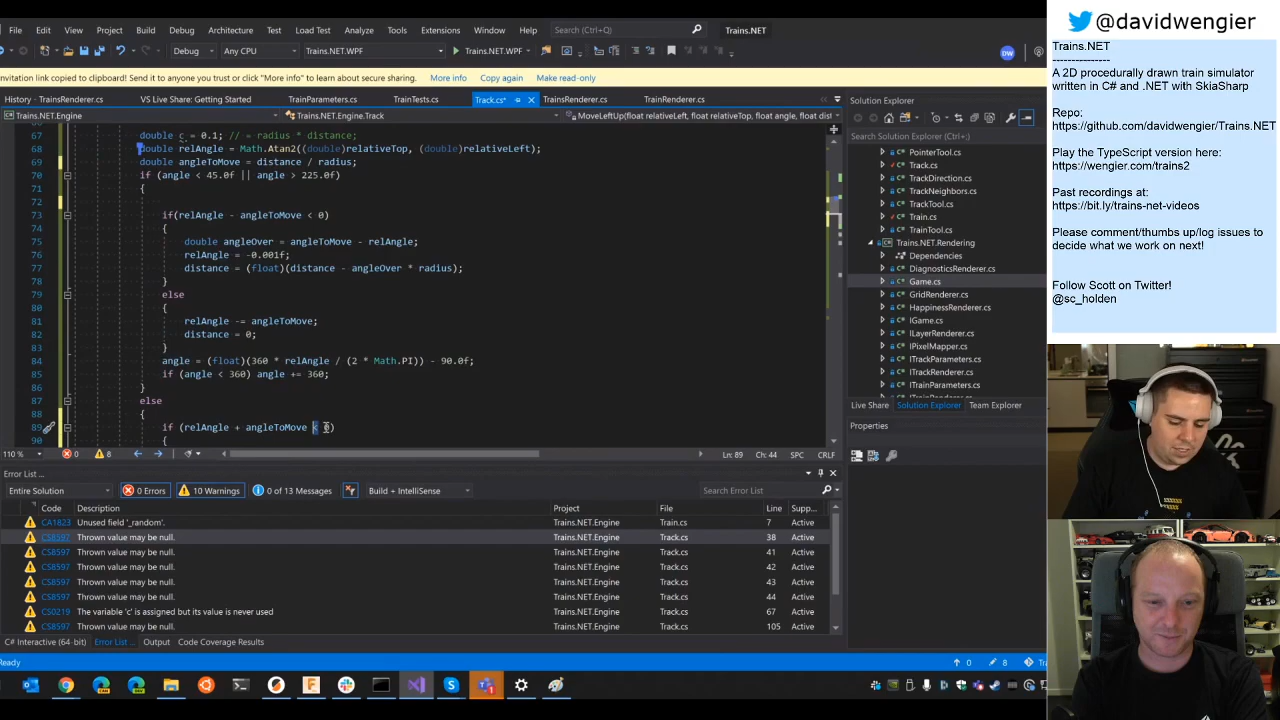 File Edit View Project Build Debug Architecture Test Load Test Analyze Tools Extensions Window Help Search (Ctrl+Q) Trains.NET
Debug Any CPU Trains.NET.WPF Trains.NET.WPF DW
nvitation link copied to clipboard! Send it to anyone you trust or click "More info" to learn about secure sharing. More info Copy again Make read-only
History - TrainsRenderer.cs VS Live Share: Getting Started TrainParameters.cs TrainTests.cs Track.cs* TrainsRenderer.cs TrainRenderer.cs
Trains.NET.Engine Trains.NET.Engine.Track MoveLeftUp(float relativeLeft, float relativeTop, float angle, float dist
67 double c = 0.1; // = radius * distance;
68 double relAngle = Math.Atan2((double)relativeTop, (double)relativeLeft);
69 double angleToMove = distance / radius;
70 if (angle < 45.0f || angle > 225.0f)
71 {
72
73 if(relAngle - angleToMove < 0)
74 {
75 double angleOver = angleToMove - relAngle;
76 relAngle = -0.001f;
77 distance = (float)(distance - angleOver * radius);
78 }
79 else
80 {
81 relAngle -= angleToMove;
82 distance = 0;
83 }
84 angle = (float)(360 * relAngle / (2 * Math.PI)) - 90.0f;
85 if (angle < 360) angle += 360;
86 }
87 else
88 {
89 if (relAngle + angleToMove < )
90 {
110 % 0 8 Ln: 89 Ch: 44 SPC CRLF
Error List ...
Entire Solution 0 Errors 10 Warnings 0 of 13 Messages Build + IntelliSense Search Error List
Code Description Project File Line Supp...
CA1823 Unused field '_random'. Trains.NET.Engine Train.cs 7 Active
CS8597 Thrown value may be null. Trains.NET.Engine Track.cs 38 Active
CS8597 Thrown value may be null. Trains.NET.Engine Track.cs 41 Active
CS8597 Thrown value may be null. Trains.NET.Engine Track.cs 42 Active
CS8597 Thrown value may be null. Trains.NET.Engine Track.cs 43 Active
CS8597 Thrown value may be null. Trains.NET.Engine Track.cs 44 Active
CS0219 The variable 'c' is assigned but its value is never used Trains.NET.Engine Track.cs 67 Active
CS8597 Thrown value may be null. Trains.NET.Engine Track.cs 105 Active
C# Interactive (64-bit) Error List ... Output Code Coverage Results
Ready 0 8 Tra
Solution Explorer
Search Solution Explorer
PointerTool.cs
Track.cs
TrackDirection.cs
TrackNeighbors.cs
TrackTool.cs
Train.cs
TrainTool.cs
Trains.NET.Rendering
Dependencies
DiagnosticsRenderer.cs
Game.cs
GridRenderer.cs
HappinessRenderer.cs
IGame.cs
ILayerRenderer.cs
IPixelMapper.cs
ITrackParameters.cs
ITrackRenderer.cs
ITrainParameters.cs
ITrainRenderer.cs
Live Share Solution Explorer Team Explorer
Properties
@davidwengier
Trains.NET
--------------
A 2D procedurally drawn train simulator
written in C# and .NET with SkiaSharp
Repo:
https://github.com/davidwengier/Trains.NET
Play the TypeScript version here:
https://wengier.com/trains2
Past recordings at:
https://bit.ly/trains-net-videos
Please comment/thumbs up/log issues to
decide what we work on next!
Follow Scott on Twitter!
@sc_holden